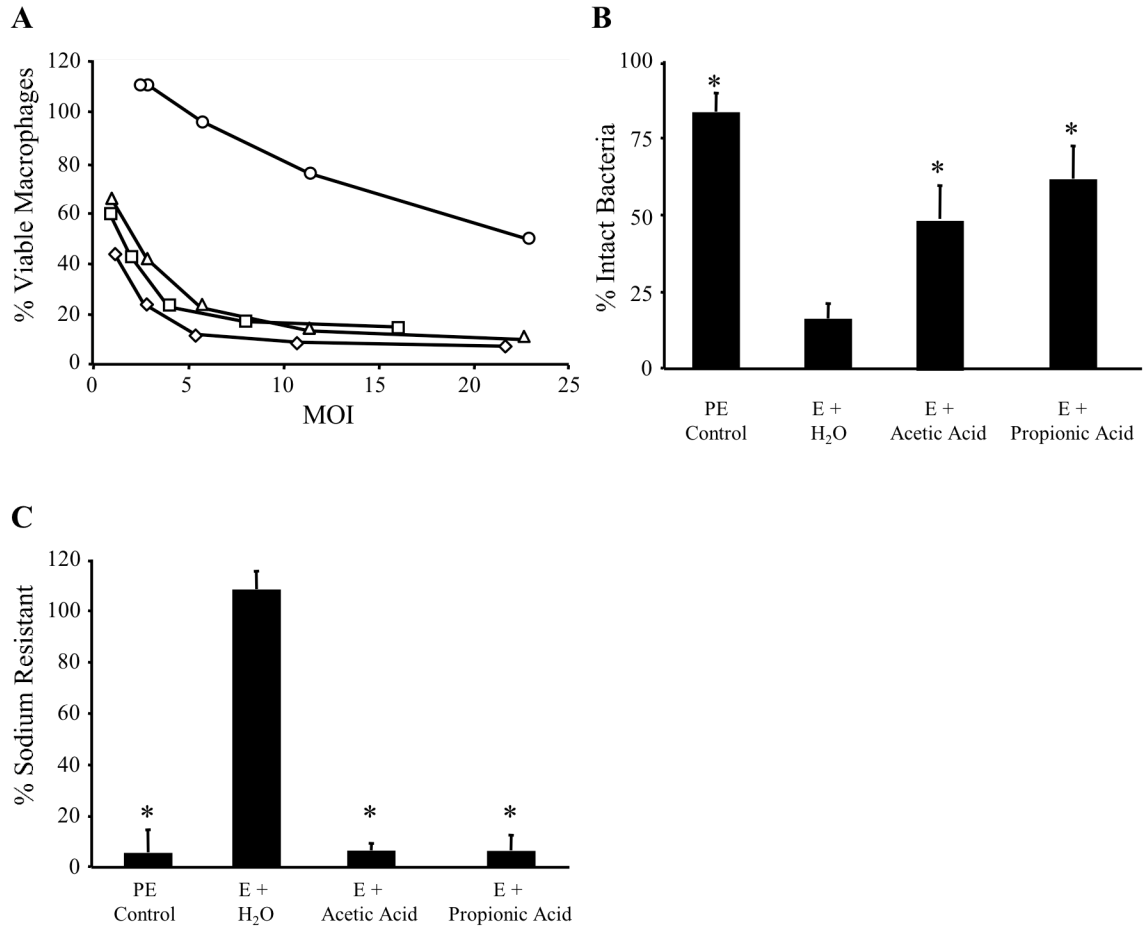 A
% Viable Macrophages
120
100
80
60
40
20
0
0 5 10 15 20 25
MOI
B
% Intact Bacteria
100
75
50
25
0
PE
Control
E +
H₂O
E +
Acetic Acid
E +
Propionic Acid
* * *
C
% Sodium Resistant
120
100
80
60
40
20
0
* * *
PE
Control
E +
H₂O
E +
Acetic Acid
E +
Propionic Acid